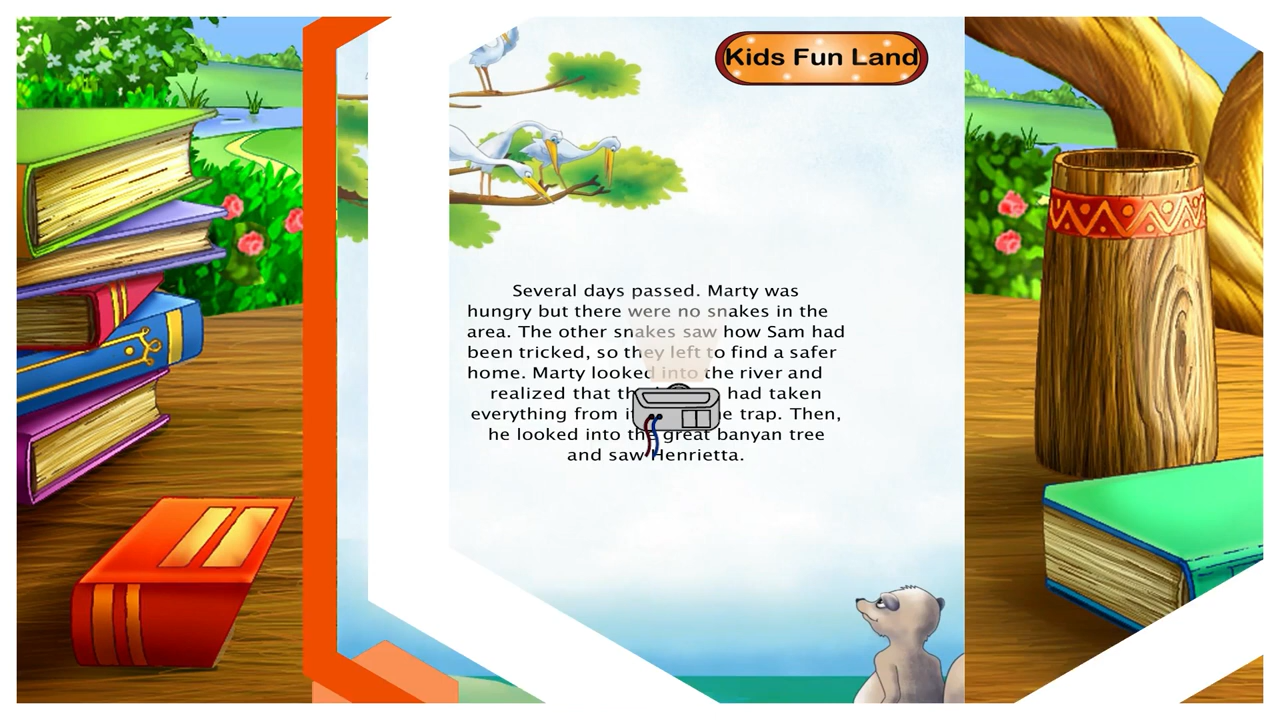 Kids Fun Land
Several days passed. Marty was
hungry but there were no snakes in the
area. The other snakes saw how Sam had
been tricked, so they left to find a safer
home. Marty looked into the river and
realized that th had taken
everything from i e trap. Then,
he looked into the great banyan tree
and saw Henrietta.